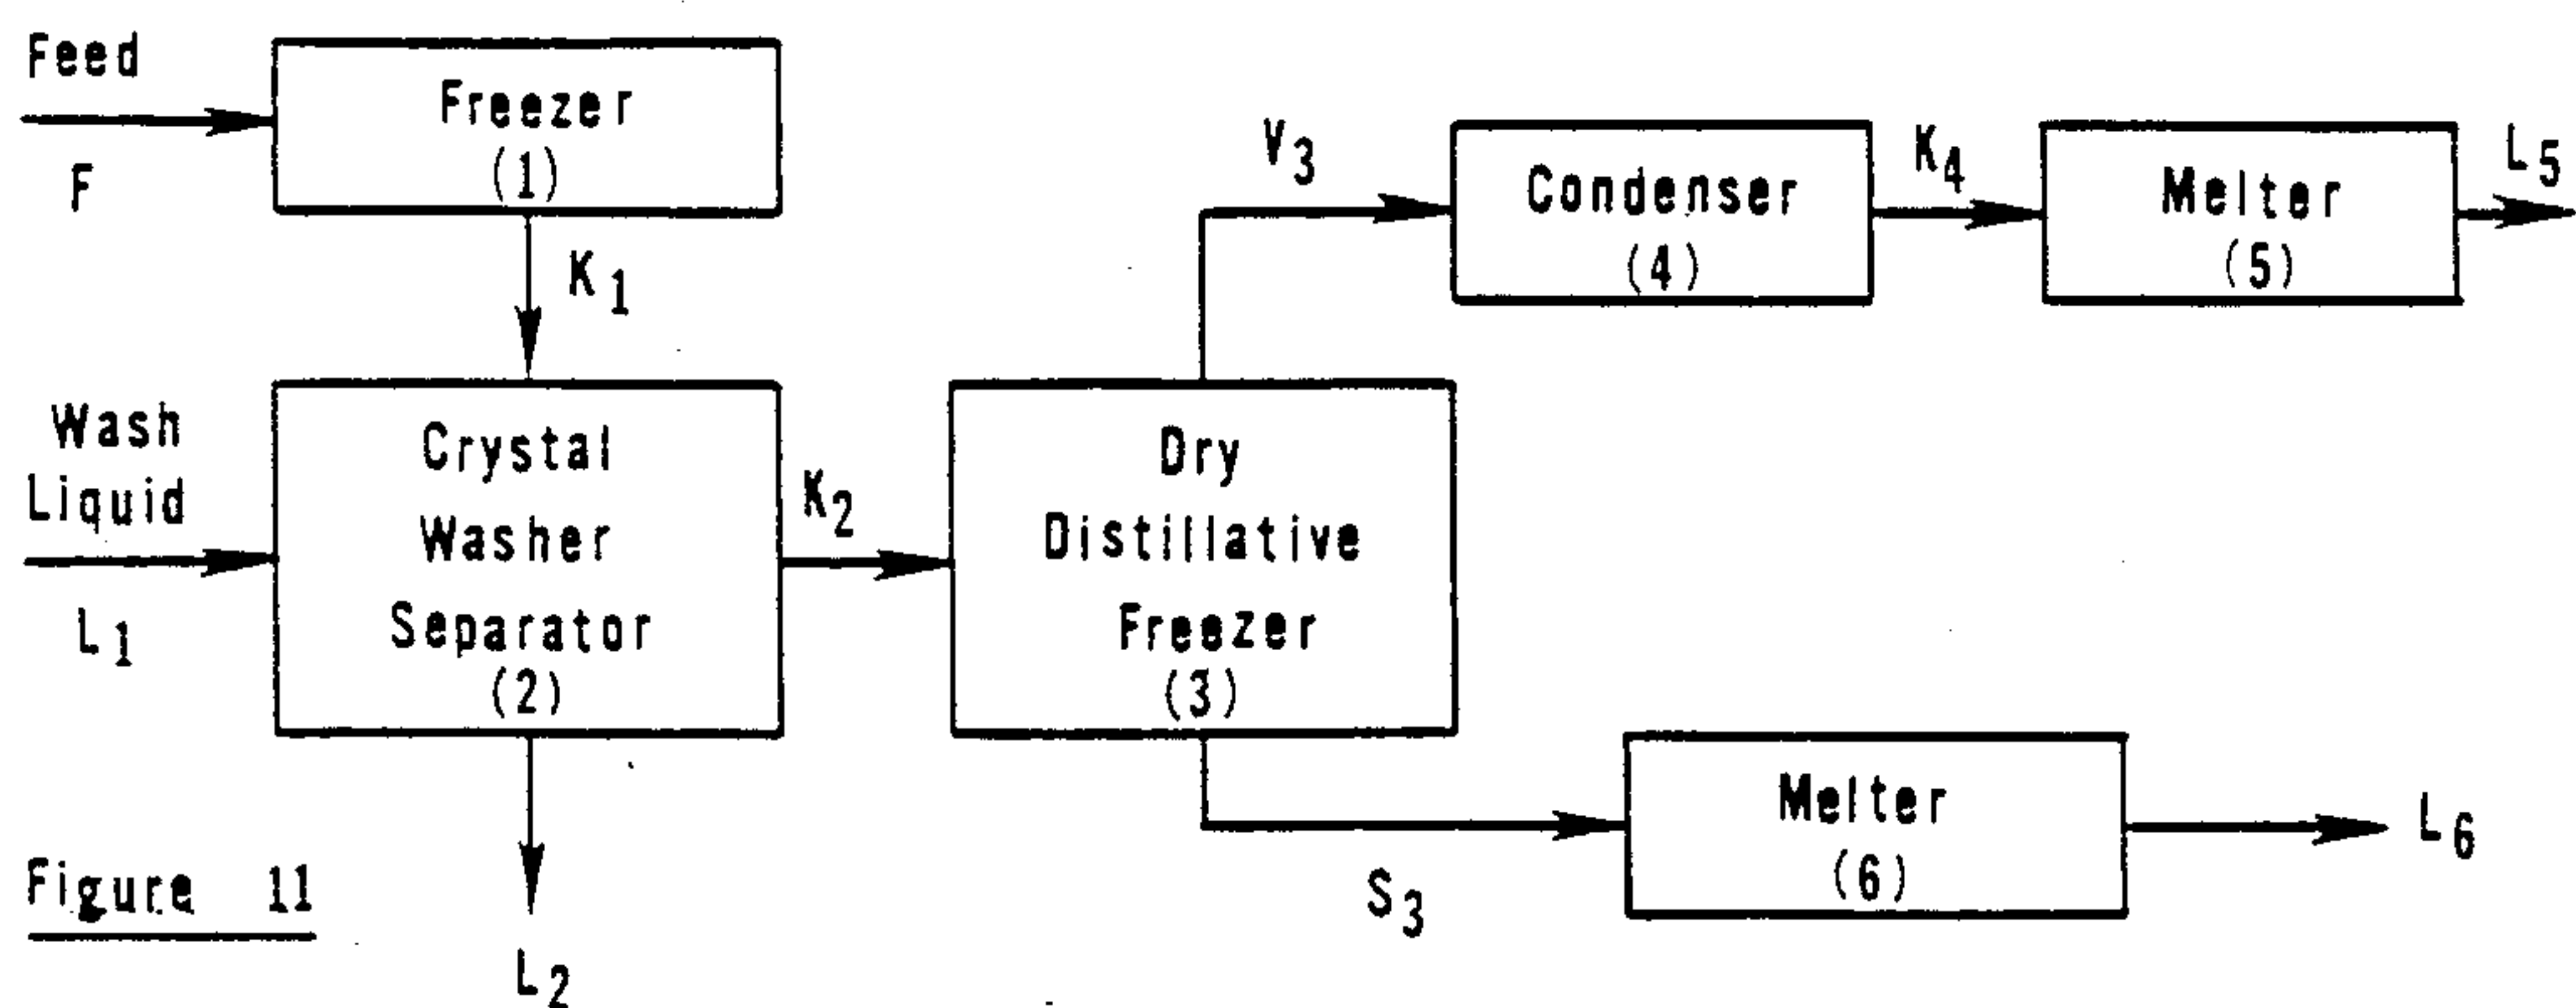 Feed
F
Freezer
(1)
K1
Wash
Liquid
L1
Crystal
Washer
Separator
(2)
L2
K2
Dry
Distillative
Freezer
(3)
V3
Condenser
(4)
K4
Melter
(5)
L5
S3
Melter
(6)
L6
Figure 11